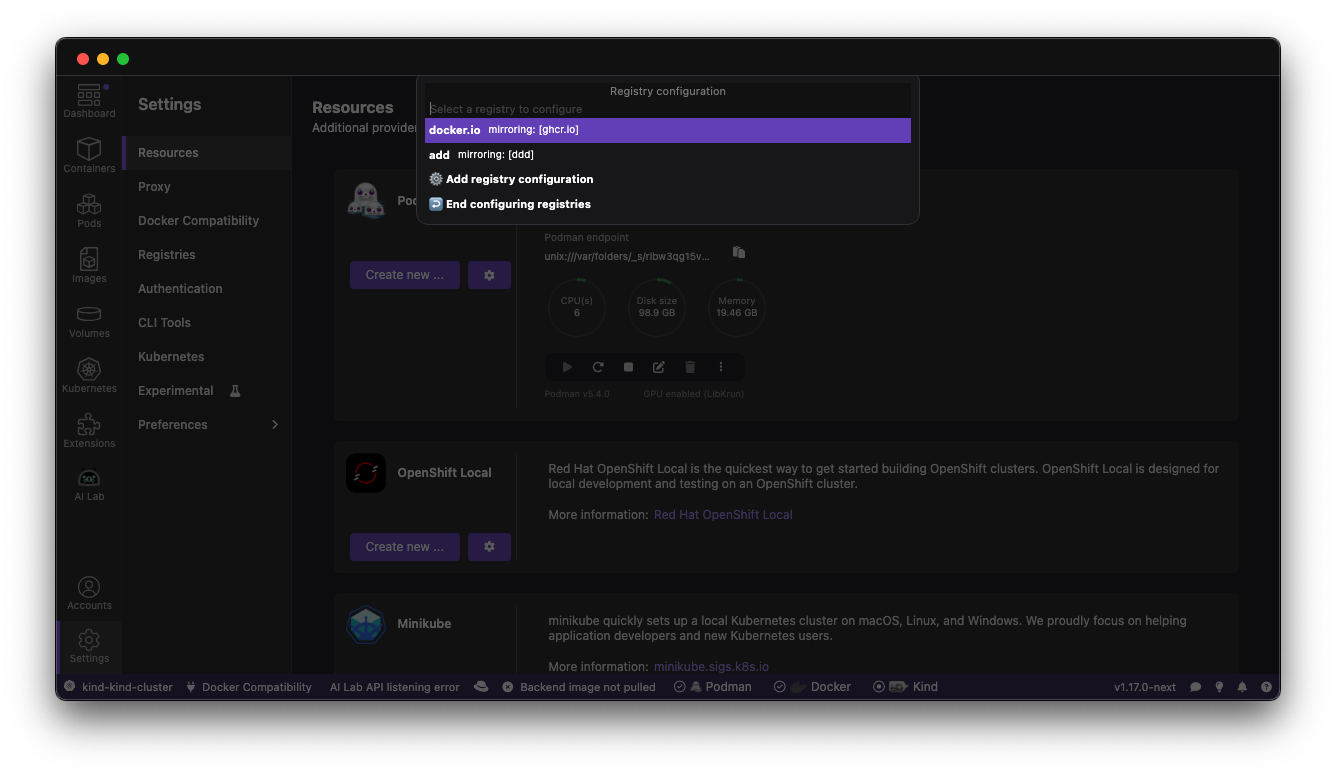 Registry configuration
Select a registry to configure
docker.io mirroring: [ghcr.io]
add mirroring: [ddd]
Add registry configuration
End configuring registries
Dashboard
Containers
Pods
Images
Volumes
Kubernetes
Extensions
AI Lab
Accounts
Settings
Settings
Resources
Proxy
Docker Compatibility
Registries
Authentication
CLI Tools
Kubernetes
Experimental
Preferences
Resources
Additional provider
Create new ...
Podman endpoint
unix:///var/folders/_s/rlbw3qg15v...
CPU(s)
6
Disk size
98.9 GB
Memory
19.46 GB
Podman v5.4.0 GPU enabled (LibKrun)
OpenShift Local
Create new ...
Red Hat OpenShift Local is the quickest way to get started building OpenShift clusters. OpenShift Local is designed for
local development and testing on an OpenShift cluster.
More information: Red Hat OpenShift Local
Minikube
minikube quickly sets up a local Kubernetes cluster on macOS, Linux, and Windows. We proudly focus on helping
application developers and new Kubernetes users.
More information: minikube.sigs.k8s.io
kind-kind-cluster Docker Compatibility AI Lab API listening error Backend image not pulled Podman Docker Kind v1.17.0-next